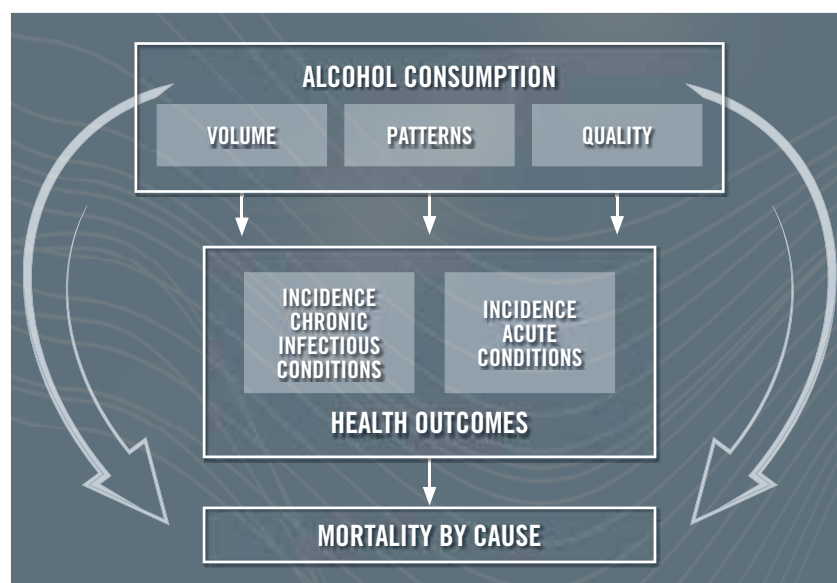 ALCOHOL CONSUMPTION
VOLUME
PATTERNS
QUALITY
INCIDENCE
CHRONIC
INFECTIOUS
CONDITIONS
INCIDENCE
ACUTE
CONDITIONS
HEALTH OUTCOMES
MORTALITY BY CAUSE